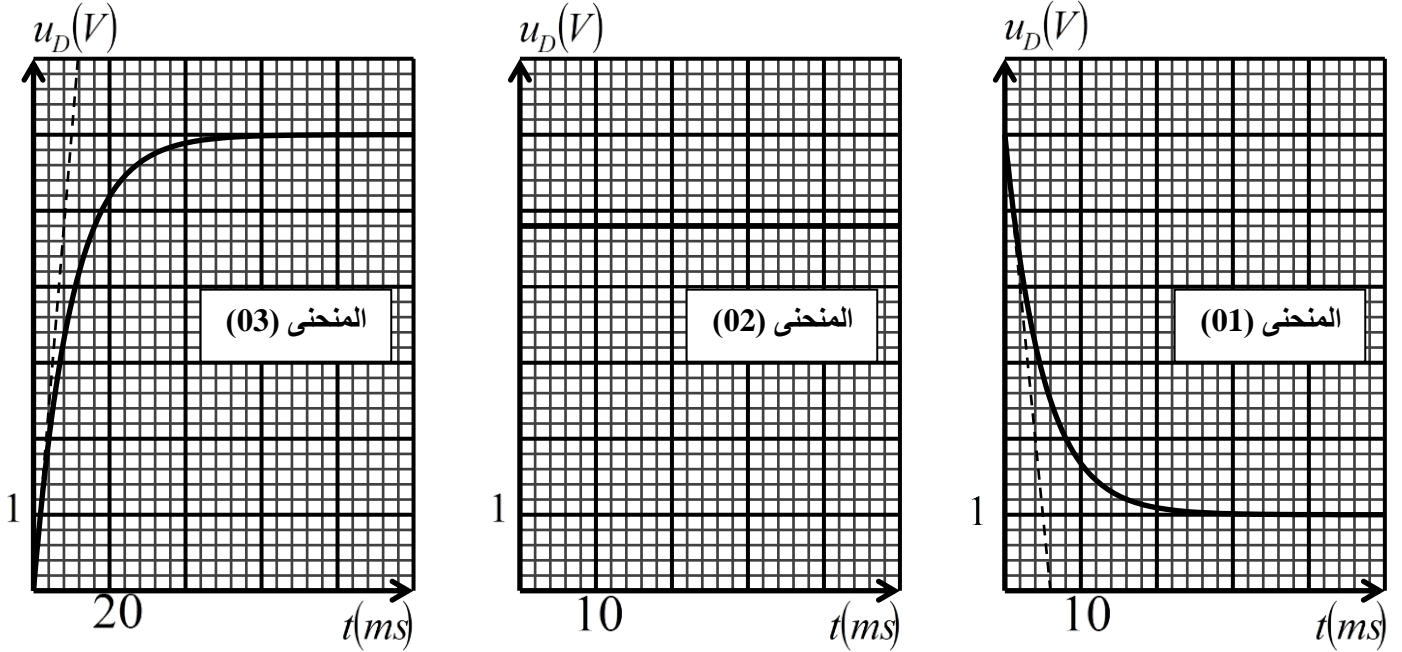 u_D(V)
المنحنى (01)
1
10
t(ms)
u_D(V)
المنحنى (02)
1
10
t(ms)
u_D(V)
المنحنى (03)
1
20
t(ms)